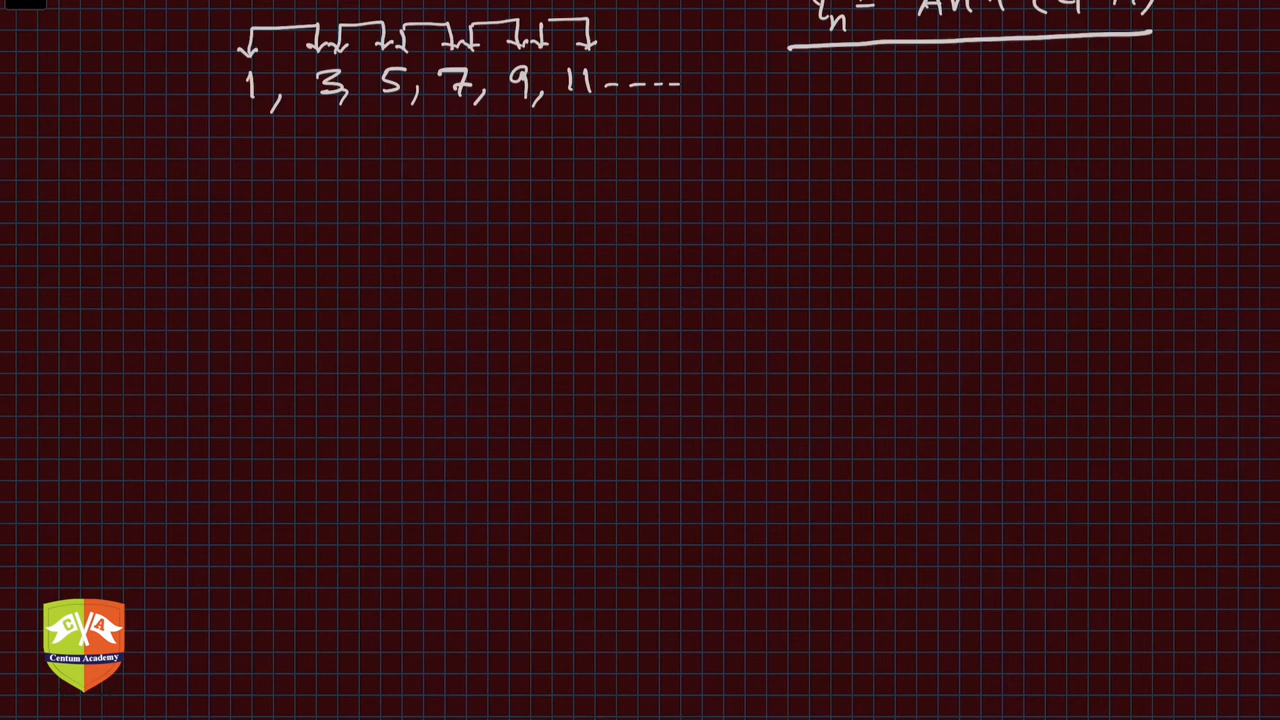 1, 3, 5, 7, 9, 11----
C A
Centum Academy